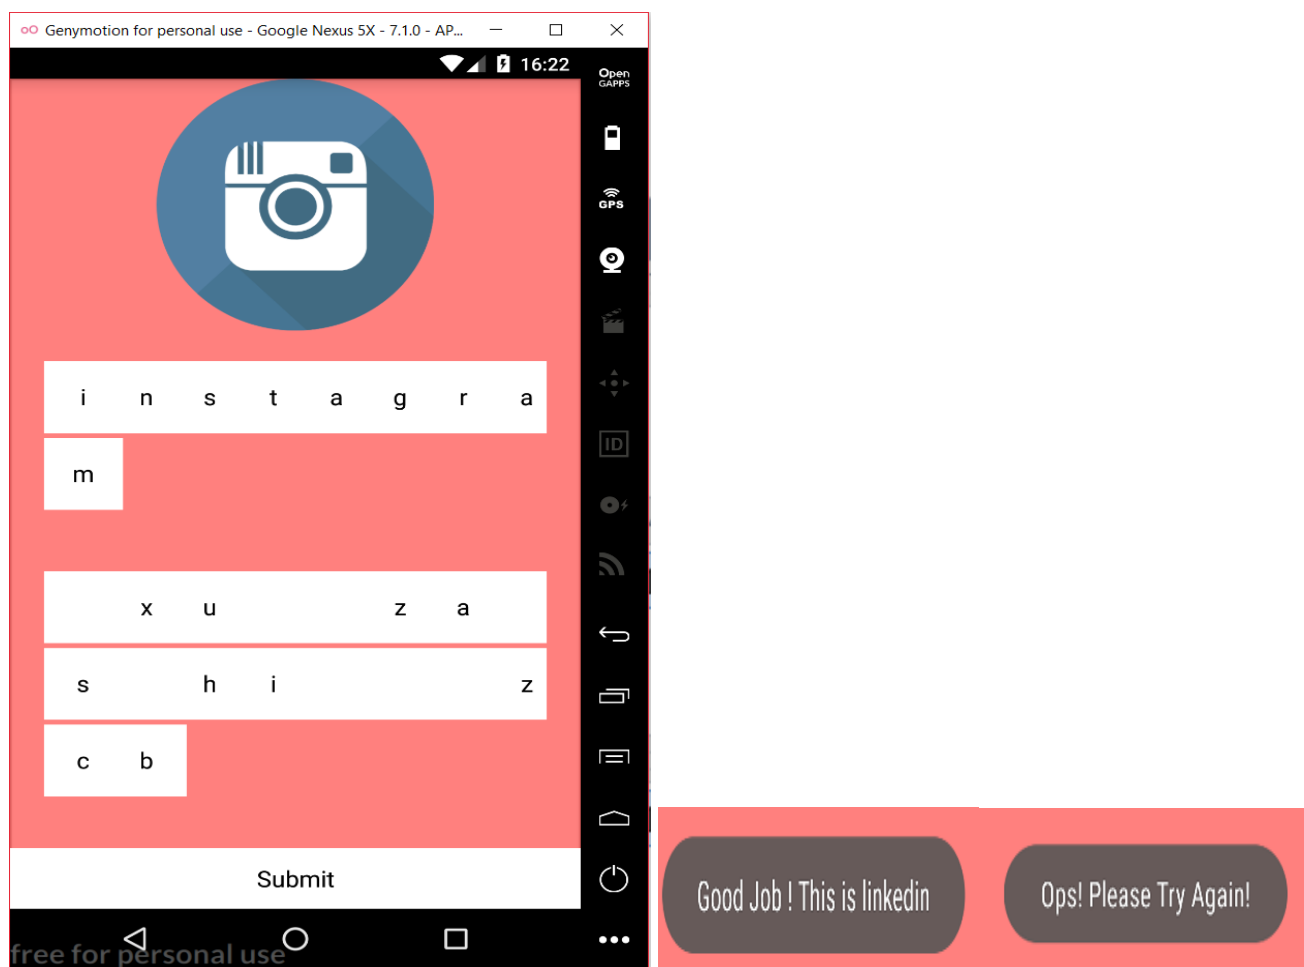 Genymotion for personal use - Google Nexus 5X - 7.1.0 - AP...
16:22
Open
GAPPS
GPS
i n s t a g r a
m
ID
x u z a
s h i z
c b
Submit
free for personal use
Good Job ! This is linkedin
Ops! Please Try Again!